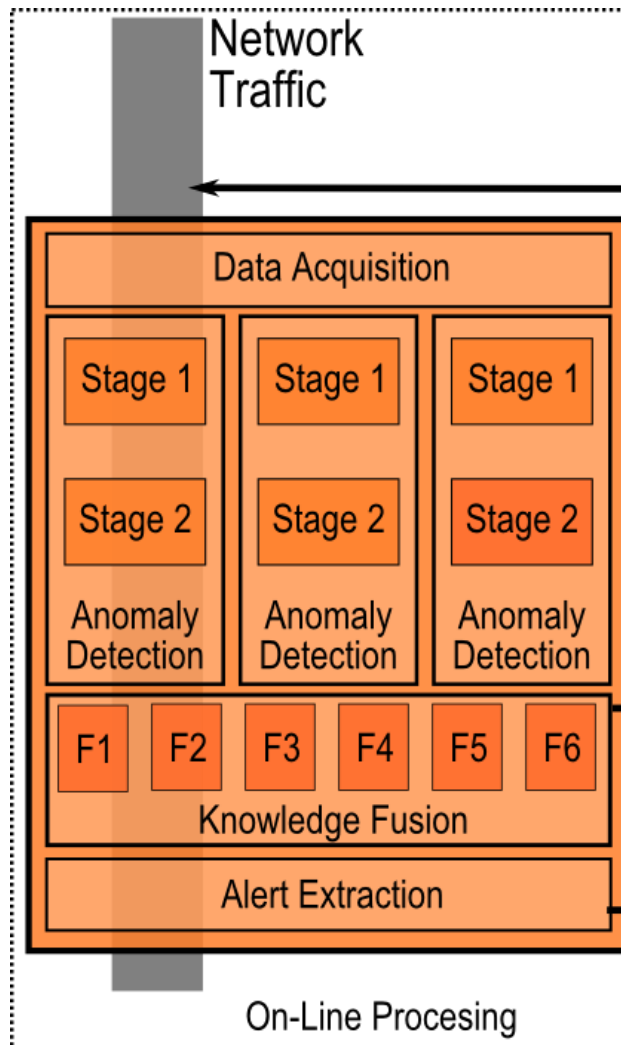 Network
Traffic
Data Acquisition
Stage 1
Stage 1
Stage 1
Stage 2
Stage 2
Stage 2
Anomaly
Detection
Anomaly
Detection
Anomaly
Detection
F1
F2
F3
F4
F5
F6
Knowledge Fusion
Alert Extraction
On-Line Procesing